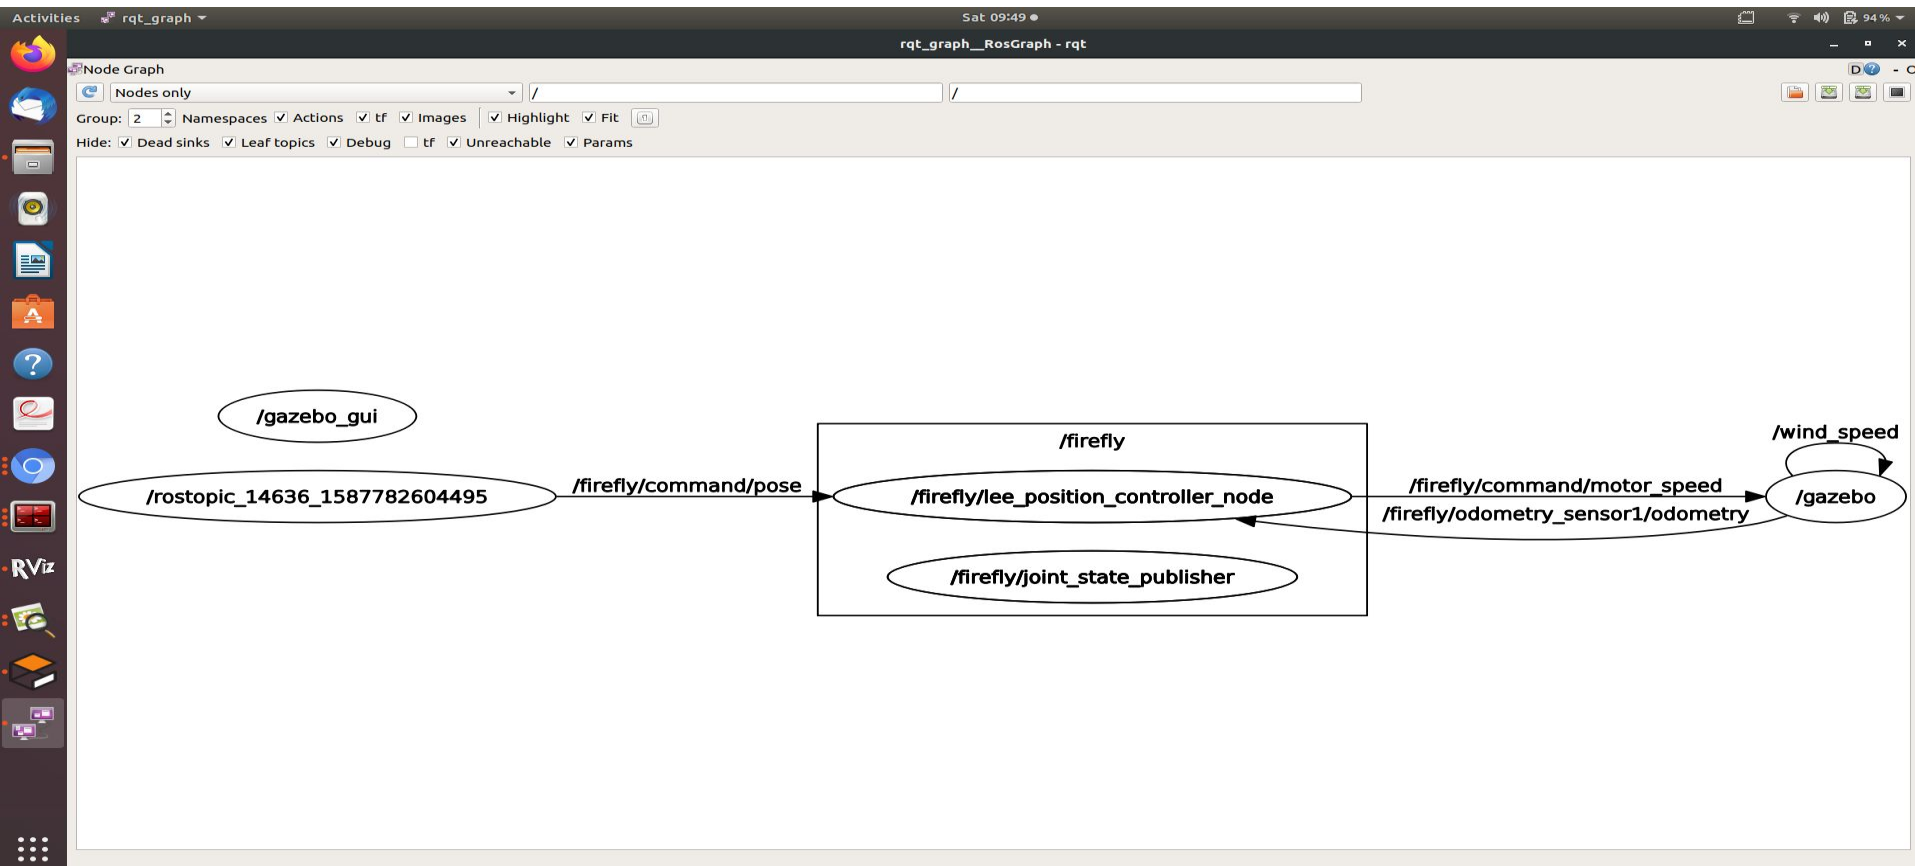 Activities rqt_graph Sat 09:49 94 %
rqt_graph__RosGraph - rqt
Node Graph D ? - O
Nodes only / /
Group: 2 Namespaces Actions tf Images Highlight Fit
Hide: Dead sinks Leaf topics Debug tf Unreachable Params
/gazebo_gui
/firefly
/wind_speed
/rostopic_14636_1587782604495
/firefly/command/pose
/firefly/lee_position_controller_node
/firefly/command/motor_speed
/gazebo
/firefly/odometry_sensor1/odometry
/firefly/joint_state_publisher
RViz